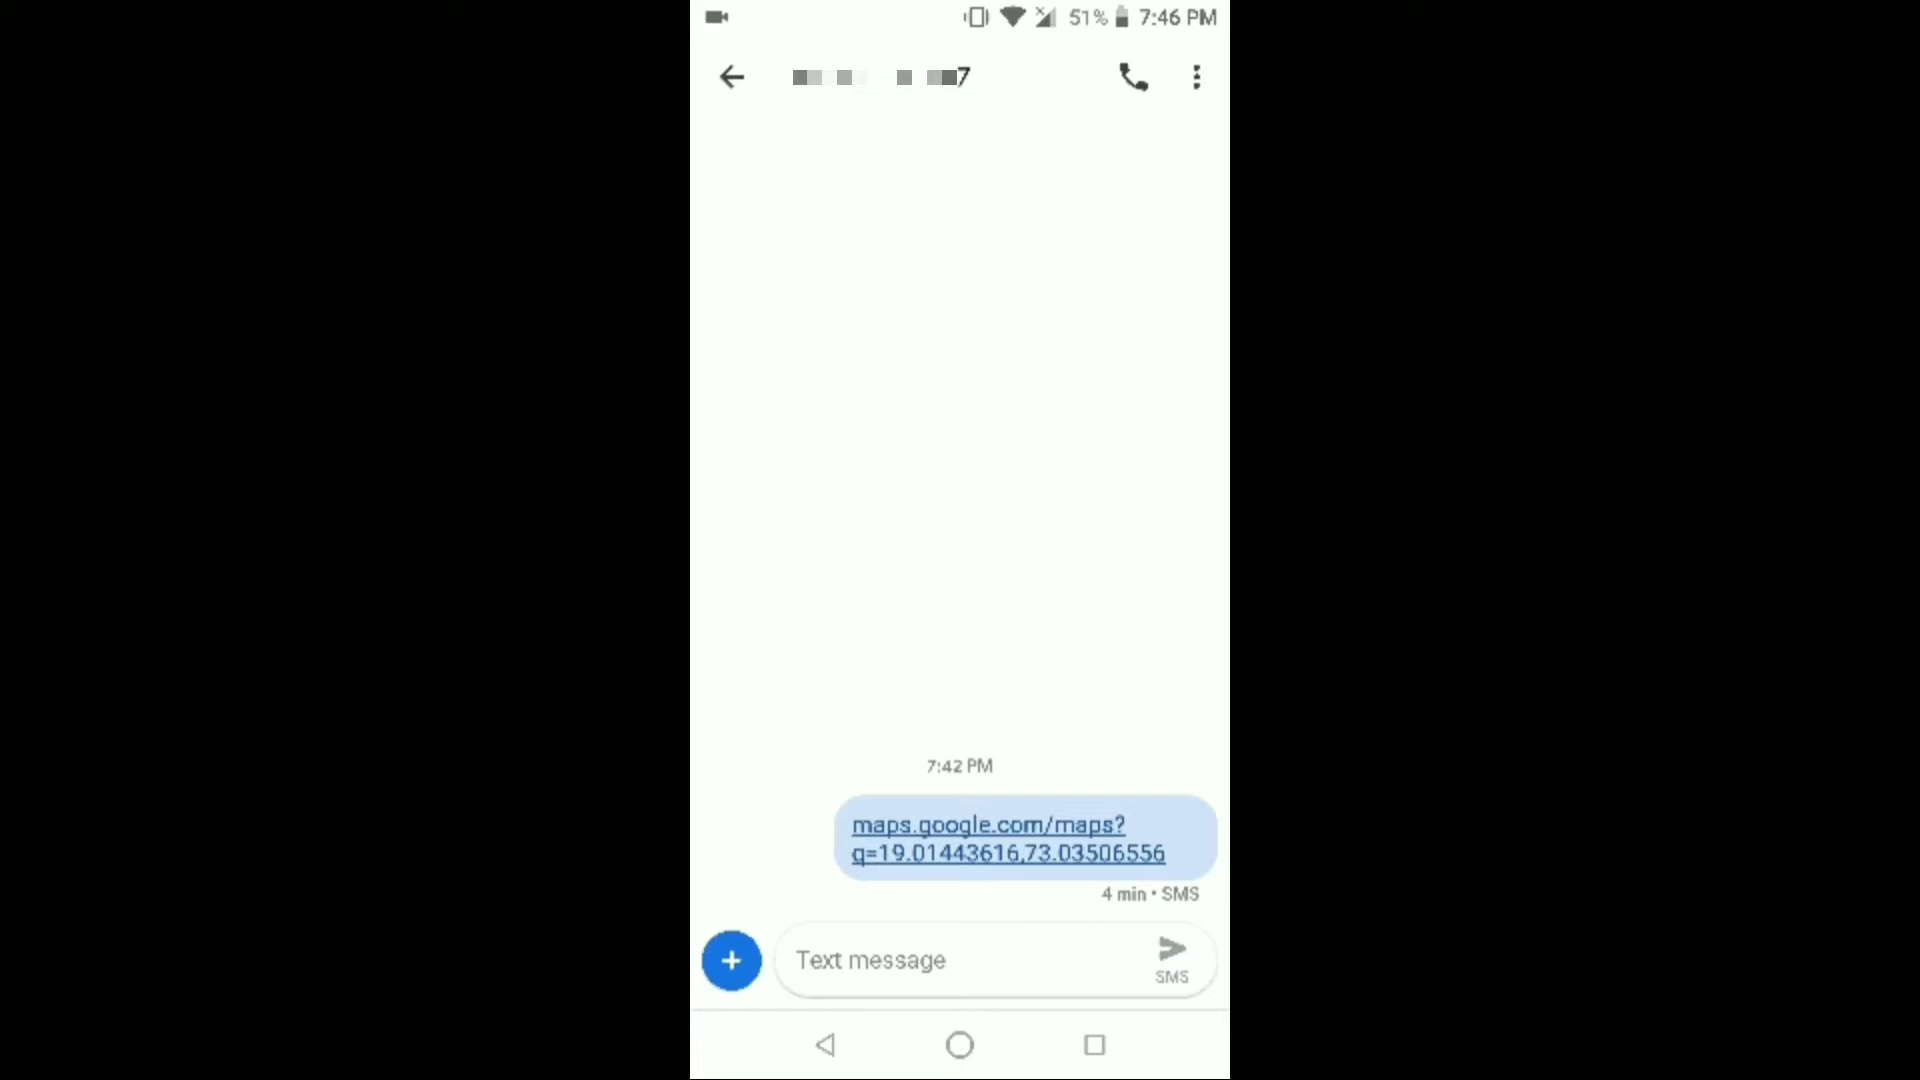 51% 7:46 PM
7
7:42 PM
maps.google.com/maps?
q=19.01443616,73.03506556
4 min • SMS
Text message
SMS